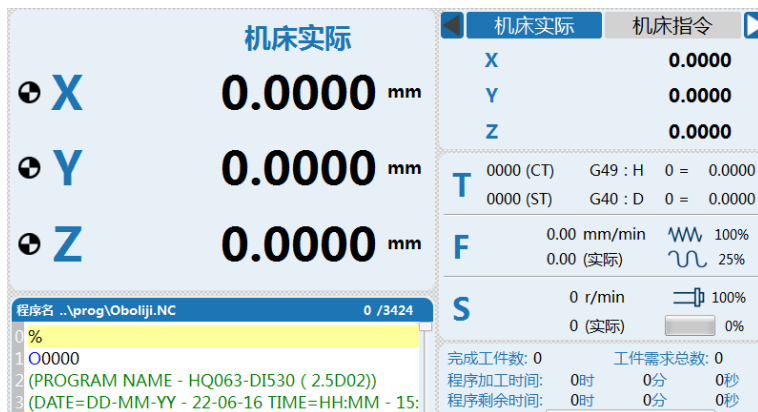 机床实际
X 0.0000 mm
Y 0.0000 mm
Z 0.0000 mm
程序名 ..\prog\Oboliji.NC 0 /3424
0 %
1 O0000
2 (PROGRAM NAME - HQ063-DI530 ( 2.5D02))
3 (DATE=DD-MM-YY - 22-06-16 TIME=HH:MM - 15:
机床实际 机床指令
X 0.0000
Y 0.0000
Z 0.0000
T 0000 (CT) G49 : H 0 = 0.0000
0000 (ST) G40 : D 0 = 0.0000
F 0.00 mm/min 100%
0.00 (实际) 25%
S 0 r/min 100%
0 (实际) 0%
完成工件数: 0 工件需求总数: 0
程序加工时间: 0时 0分 0秒
程序剩余时间: 0时 0分 0秒